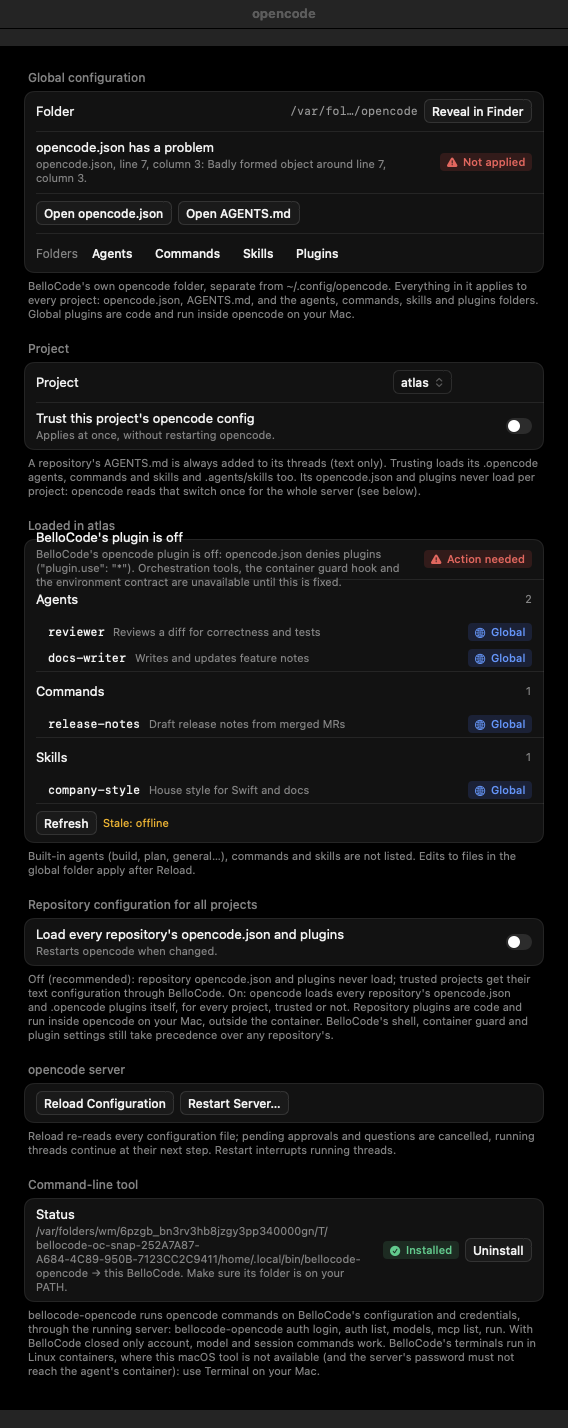 opencode
Global configuration
Folder
/var/fol…/opencode
Reveal in Finder
opencode.json has a problem
opencode.json, line 7, column 3: Badly formed object around line 7,
column 3.
Not applied
Open opencode.json
Open AGENTS.md
Folders
Agents
Commands
Skills
Plugins
BelloCode's own opencode folder, separate from ~/.config/opencode. Everything in it applies to
every project: opencode.json, AGENTS.md, and the agents, commands, skills and plugins folders.
Global plugins are code and run inside opencode on your Mac.
Project
Project
atlas
Trust this project's opencode config
Applies at once, without restarting opencode.
A repository's AGENTS.md is always added to its threads (text only). Trusting loads its .opencode
agents, commands and skills and .agents/skills too. Its opencode.json and plugins never load per
project: opencode reads that switch once for the whole server (see below).
Loaded in atlas
BelloCode's plugin is off
BelloCode's opencode plugin is off: opencode.json denies plugins
("plugin.use": "*"). Orchestration tools, the container guard hook and
the environment contract are unavailable until this is fixed.
Action needed
Agents
2
reviewer Reviews a diff for correctness and tests
Global
docs-writer Writes and updates feature notes
Global
Commands
1
release-notes Draft release notes from merged MRs
Global
Skills
1
company-style House style for Swift and docs
Global
Refresh
Stale: offline
Built-in agents (build, plan, general…), commands and skills are not listed. Edits to files in the
global folder apply after Reload.
Repository configuration for all projects
Load every repository's opencode.json and plugins
Restarts opencode when changed.
Off (recommended): repository opencode.json and plugins never load; trusted projects get their
text configuration through BelloCode. On: opencode loads every repository's opencode.json
and .opencode plugins itself, for every project, trusted or not. Repository plugins are code and
run inside opencode on your Mac, outside the container. BelloCode's shell, container guard and
plugin settings still take precedence over any repository's.
opencode server
Reload Configuration
Restart Server...
Reload re-reads every configuration file; pending approvals and questions are cancelled, running
threads continue at their next step. Restart interrupts running threads.
Command-line tool
Status
/var/folders/wm/6pzgb_bn3rv3hb8jzgy3pp340000gn/T/
bellocode-oc-snap-252A7A87-
A684-4C89-950B-7123CC2C9411/home/.local/bin/bellocode-
opencode → this BelloCode. Make sure its folder is on your
PATH.
Installed
Uninstall
bellocode-opencode runs opencode commands on BelloCode's configuration and credentials,
through the running server: bellocode-opencode auth login, auth list, models, mcp list, run. With
BelloCode closed only account, model and session commands work. BelloCode's terminals run in
Linux containers, where this macOS tool is not available (and the server's password must not
reach the agent's container): use Terminal on your Mac.